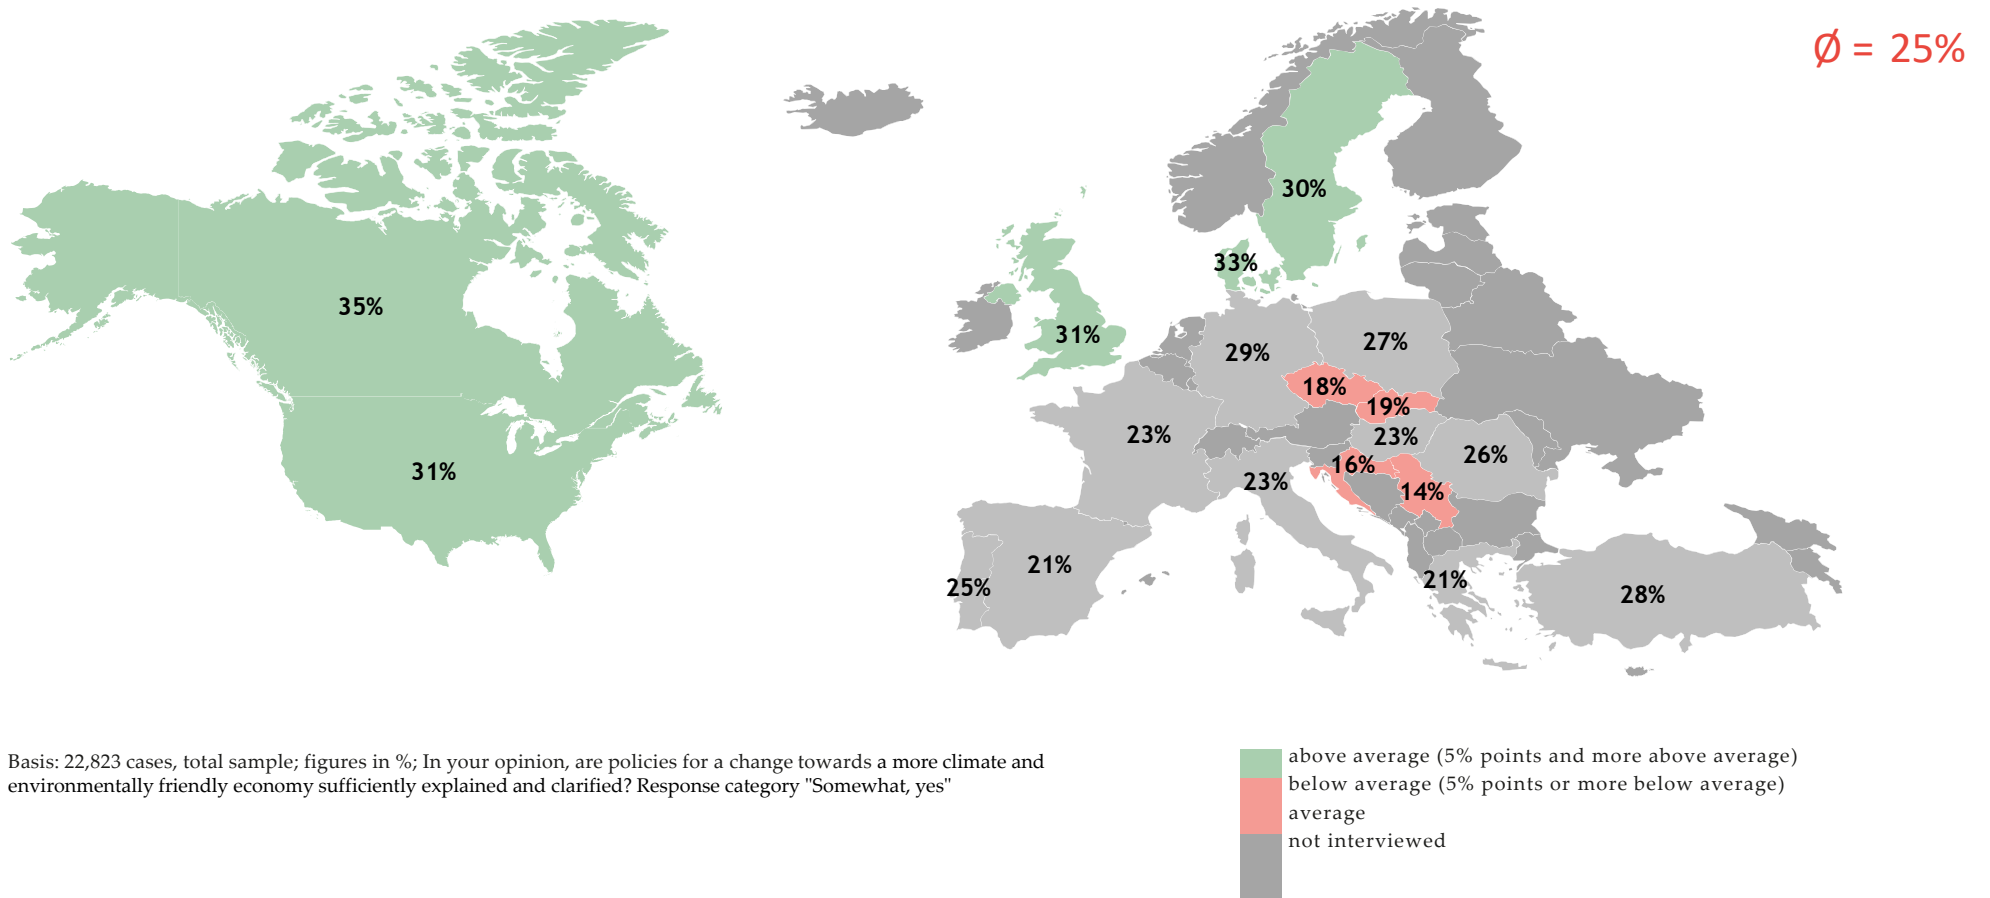 Ø = 25%
30%
33%
35%
31%
31%
29%
27%
18%
19%
23%
23%
26%
16%
23%
14%
21%
25%
21%
28%
Basis: 22,823 cases, total sample; figures in %; In your opinion, are policies for a change towards a more climate and
environmentally friendly economy sufficiently explained and clarified? Response category "Somewhat, yes"
above average (5% points and more above average)
below average (5% points or more below average)
average
not interviewed